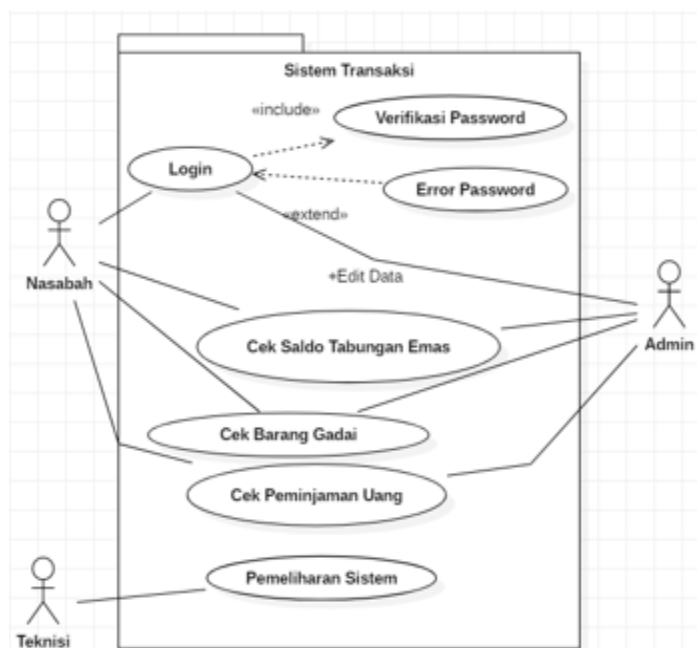 Sistem Transaksi
«include»
Verifikasi Password
Login
Error Password
«extend»
Nasabah
+Edit Data
Admin
Cek Saldo Tabungan Emas
Cek Barang Gadai
Cek Peminjaman Uang
Pemeliharan Sistem
Teknisi